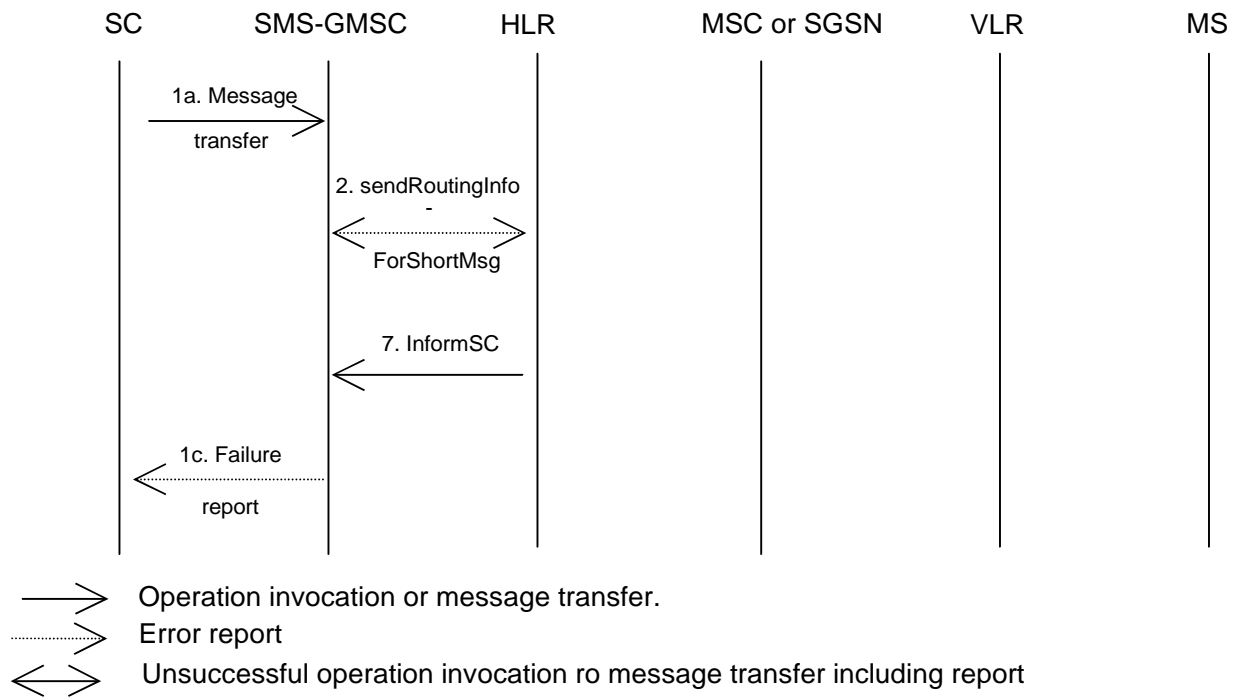 SC SMS-GMSC HLR MSC or SGSN VLR MS
1a. Message
transfer
2. sendRoutingInfo
-
ForShortMsg
7. InformSC
1c. Failure
report
Operation invocation or message transfer.
Error report
Unsuccessful operation invocation ro message transfer including report